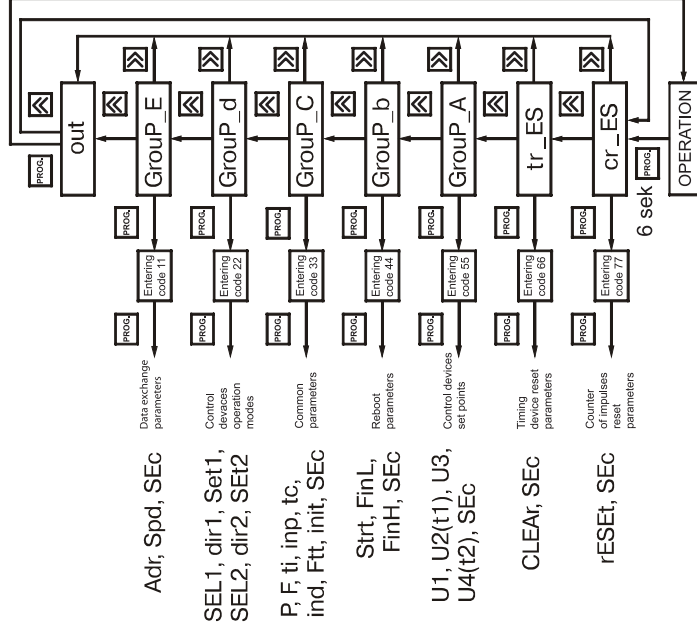 PROG.
out
Adr, Spd, SEc
Data exchange
parameters
PROG.
Entering
code 11
PROG.
GrouP_E
SEL1, dir1, Set1,
SEL2, dir2, SEt2
Control
devaces
operation
modes
PROG.
Entering
code 22
PROG.
GrouP_d
P, F, ti, inp, tc,
ind, Ftt, init, SEc
Common
parameters
PROG.
Entering
code 33
PROG.
GrouP_C
Strt, FinL,
FinH, SEc
Reboot
parameters
PROG.
Entering
code 44
PROG.
GrouP_b
U1, U2(t1), U3,
U4(t2), SEc
Control devices
set points
PROG.
Entering
code 55
PROG.
GrouP_A
CLEAr, SEc
Timing
device reset
parameters
PROG.
Entering
code 66
PROG.
tr_ES
rESEt, SEc
Counter
of impulses
reset
parameters
PROG.
Entering
code 77
PROG.
cr_ES
6 sek PROG.
OPERATION